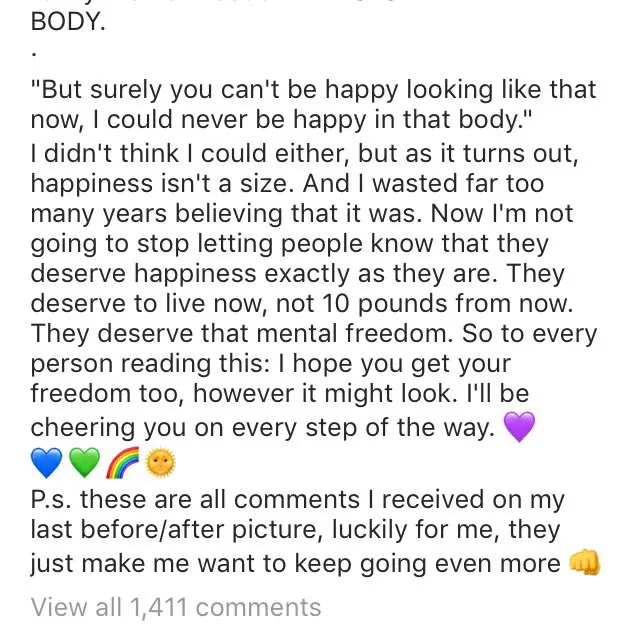 BODY.
.
"But surely you can't be happy looking like that
now, I could never be happy in that body."
I didn't think I could either, but as it turns out,
happiness isn't a size. And I wasted far too
many years believing that it was. Now I'm not
going to stop letting people know that they
deserve happiness exactly as they are. They
deserve to live now, not 10 pounds from now.
They deserve that mental freedom. So to every
person reading this: I hope you get your
freedom too, however it might look. I'll be
cheering you on every step of the way. 💜
💙💚🌈🌞
P.s. these are all comments I received on my
last before/after picture, luckily for me, they
just make me want to keep going even more 👊
View all 1,411 comments